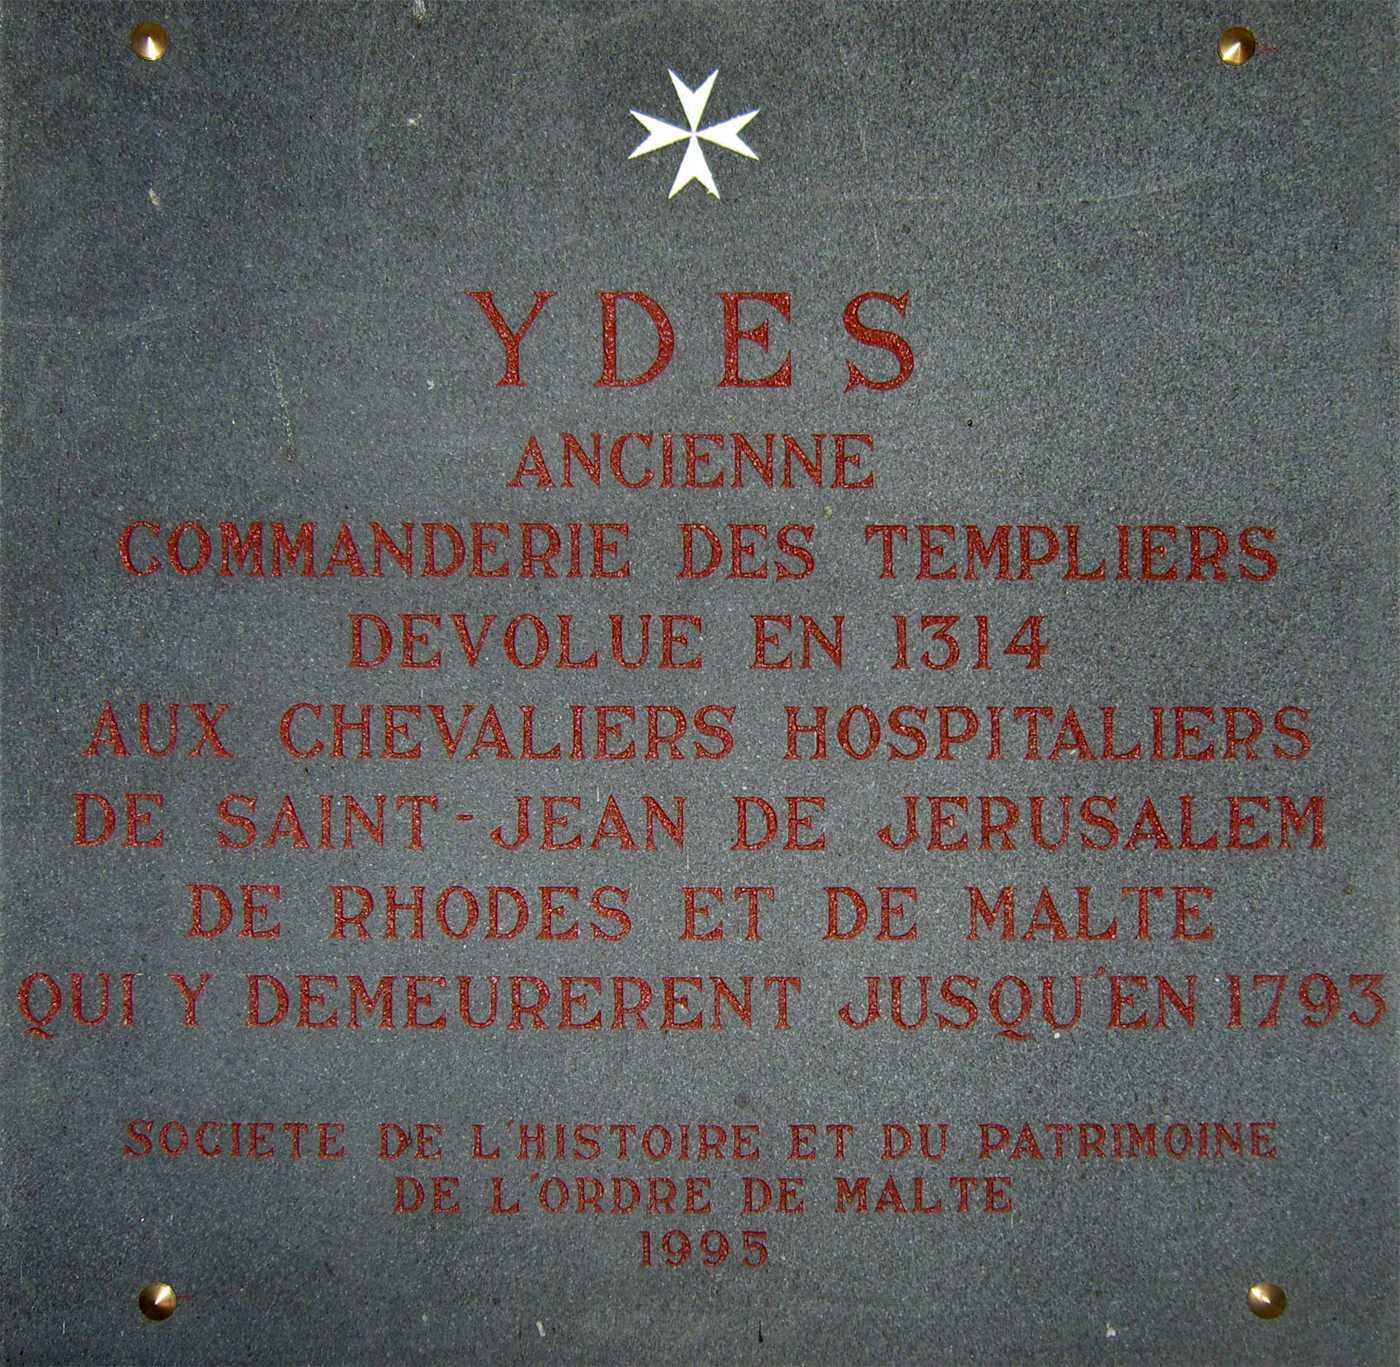 YDES
ANCIENNE
COMMANDERIE DES TEMPLIERS
DEVOLUE EN 1314
AUX CHEVALIERS HOSPITALIERS
DE SAINT-JEAN DE JERUSALEM
DE RHODES ET DE MALTE
QUI Y DEMEURERENT JUSQU'EN 1793
SOCIETE DE L'HISTOIRE ET DU PATRIMOINE
DE L'ORDRE DE MALTE
1995